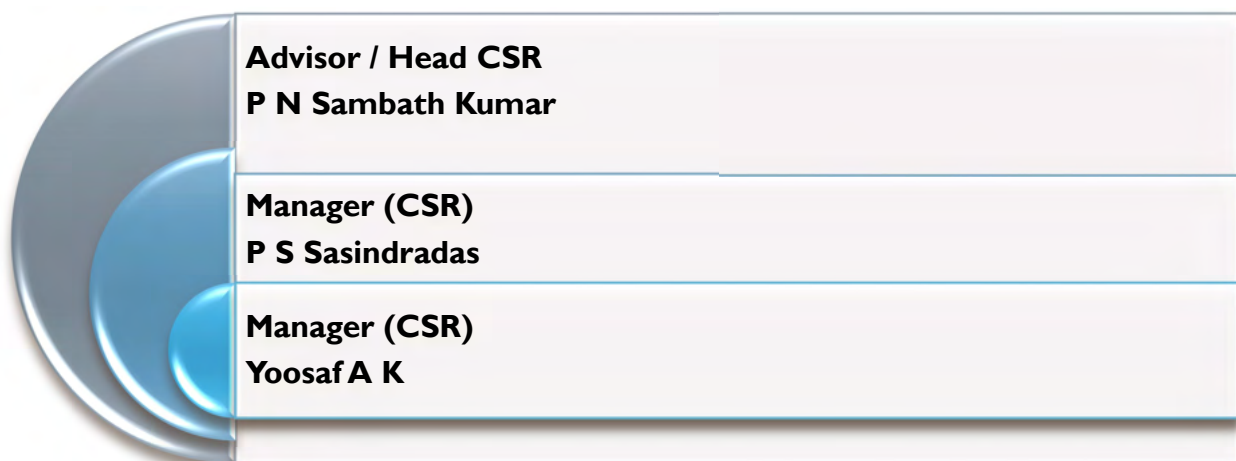 Advisor / Head CSR
P N Sambath Kumar
Manager (CSR)
P S Sasindradas
Manager (CSR)
Yoosaf A K